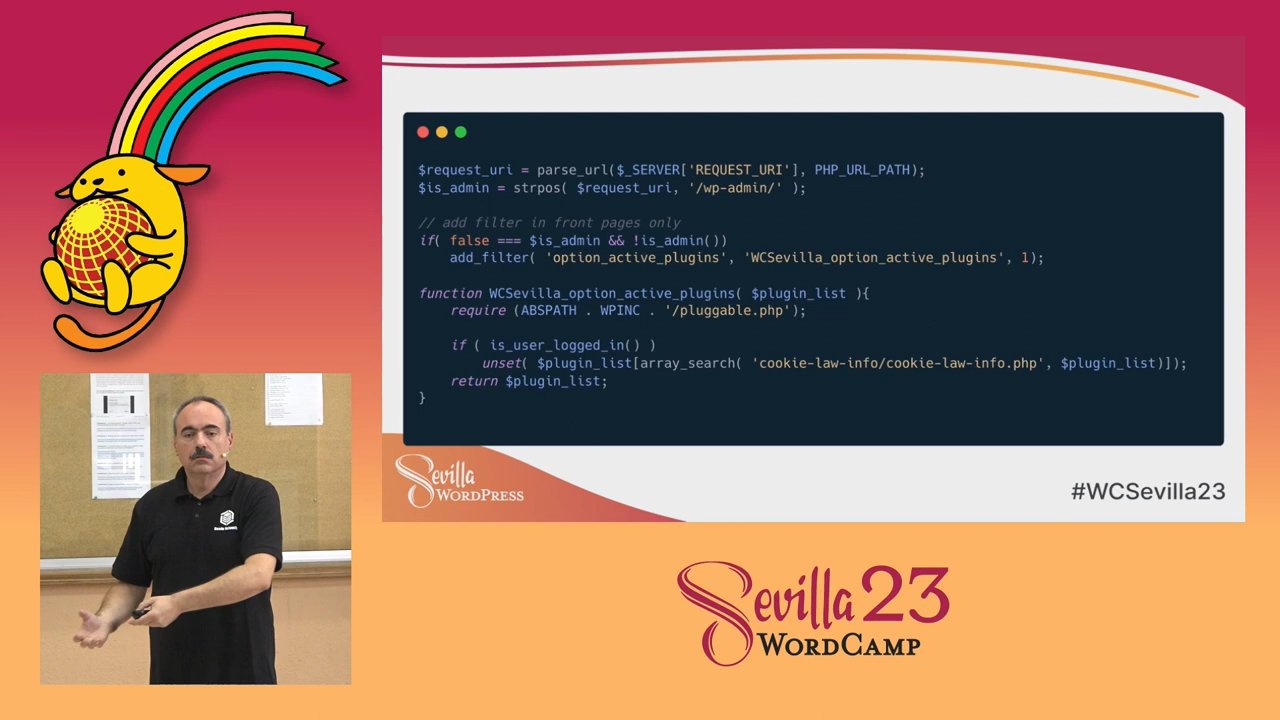 $request_uri = parse_url($_SERVER['REQUEST_URI'], PHP_URL_PATH);
$is_admin = strpos( $request_uri, '/wp-admin/' );
// add filter in front pages only
if( false === $is_admin && !is_admin())
add_filter( 'option_active_plugins', 'WCSevilla_option_active_plugins', 1);
function WCSevilla_option_active_plugins( $plugin_list ){
require (ABSPATH . WPINC . '/pluggable.php');
if ( is_user_logged_in() )
unset( $plugin_list[array_search( 'cookie-law-info/cookie-law-info.php', $plugin_list)]);
return $plugin_list;
}
Sevilla
WORDPRESS
#WCSevilla23
Sevilla 23
WORDCAMP